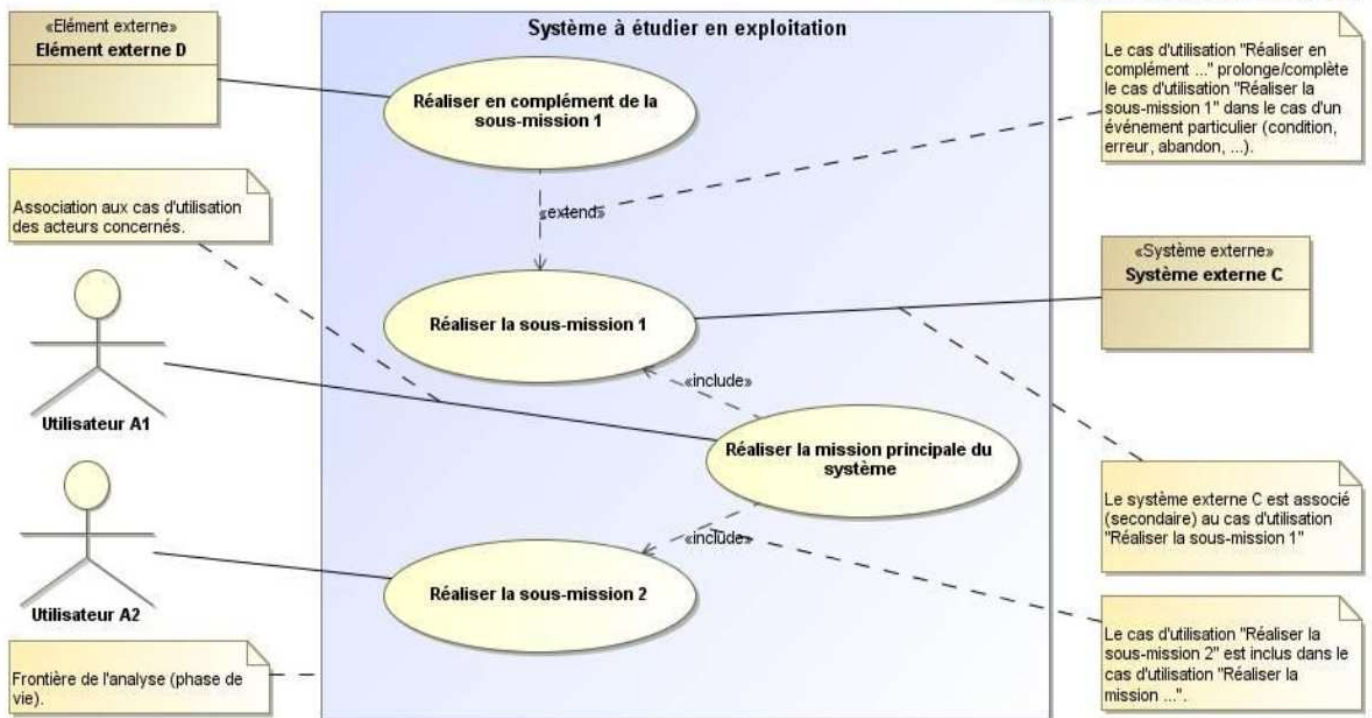 «Elément externe»
Elément externe D
Système à étudier en exploitation
Le cas d'utilisation "Réaliser en
complément ..." prolonge/complète
le cas d'utilisation "Réaliser la
sous-mission 1" dans le cas d'un
événement particulier (condition,
erreur, abandon, ...).
Réaliser en complément de la
sous-mission 1
Association aux cas d'utilisation
des acteurs concernés.
«extend»
«Système externe»
Système externe C
Réaliser la sous-mission 1
«include»
Utilisateur A1
Réaliser la mission principale du
système
Le système externe C est associé
(secondaire) au cas d'utilisation
"Réaliser la sous-mission 1"
«include»
Réaliser la sous-mission 2
Utilisateur A2
Le cas d'utilisation "Réaliser la
sous-mission 2" est inclus dans le
cas d'utilisation "Réaliser la
mission ...".
Frontière de l'analyse (phase de
vie).